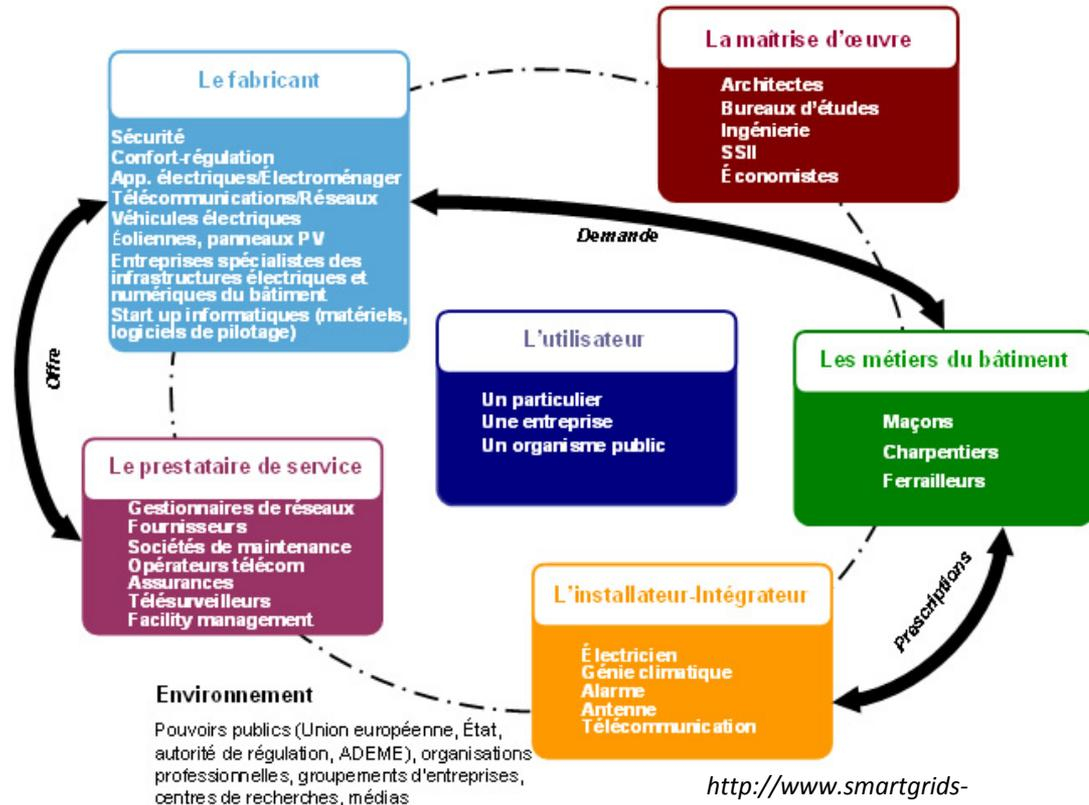 La maîtrise d'œuvre
Architectes
Bureaux d'études
Ingénierie
SSII
Économistes
Le fabricant
Sécurité
Confort-régulation
App. électriques/Électroménager
Télécommunications/Réseaux
Véhicules électriques
Éoliennes, panneaux PV
Entreprises spécialistes des
infrastructures électriques et
numériques du bâtiment
Start up informatiques (matériels,
logiciels de pilotage)
Demande
Offre
L'utilisateur
Un particulier
Une entreprise
Un organisme public
Les métiers du bâtiment
Maçons
Charpentiers
Ferrailleurs
Le prestataire de service
Gestionnaires de réseaux
Fournisseurs
Sociétés de maintenance
Opérateurs télécom
Assurances
Télésurveilleurs
Facility management
L'installateur-Intégrateur
Électricien
Génie climatique
Alarme
Antenne
Télécommunication
Prescriptions
Environnement
Pouvoirs publics (Union européenne, État,
autorité de régulation, ADEME), organisations
professionnelles, groupements d'entreprises,
centres de recherches, médias
http://www.smartgrids-